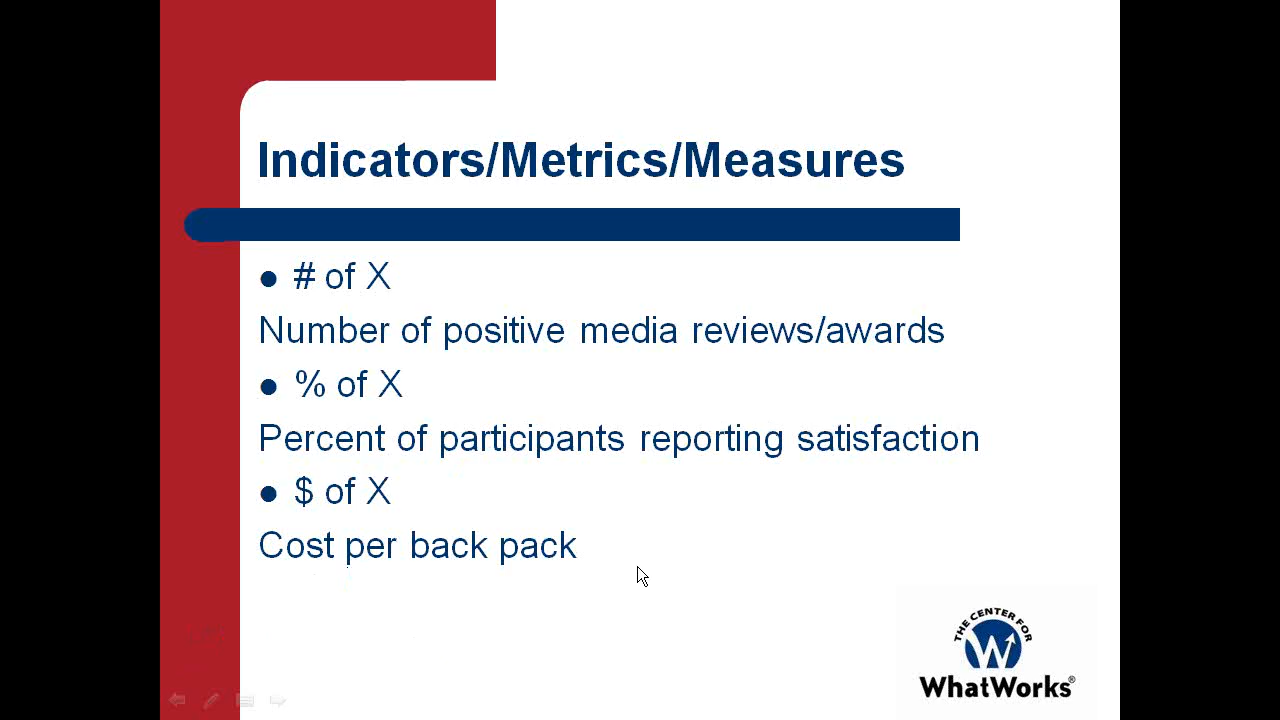 Indicators/Metrics/Measures
● # of X
Number of positive media reviews/awards
● % of X
Percent of participants reporting satisfaction
● $ of X
Cost per back pack
THE CENTER FOR
W
WhatWorks®